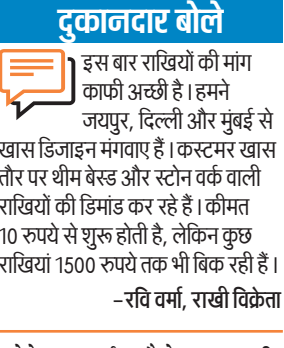 दुकानदार बोले
इस बार राखियों की मांग
काफी अच्छी है। हमने
जयपुर, दिल्ली और मुंबई से
खास डिजाइन मंगवाए हैं। कस्टमर खास
तौर पर थीम बेस्ड और स्टोन वर्क वाली
राखियों की डिमांड कर रहे हैं। कीमत
10 रुपये से शुरू होती है, लेकिन कुछ
राखियां 1500 रुपये तक भी बिक रही हैं।
–रवि वर्मा, राखी विक्रेता